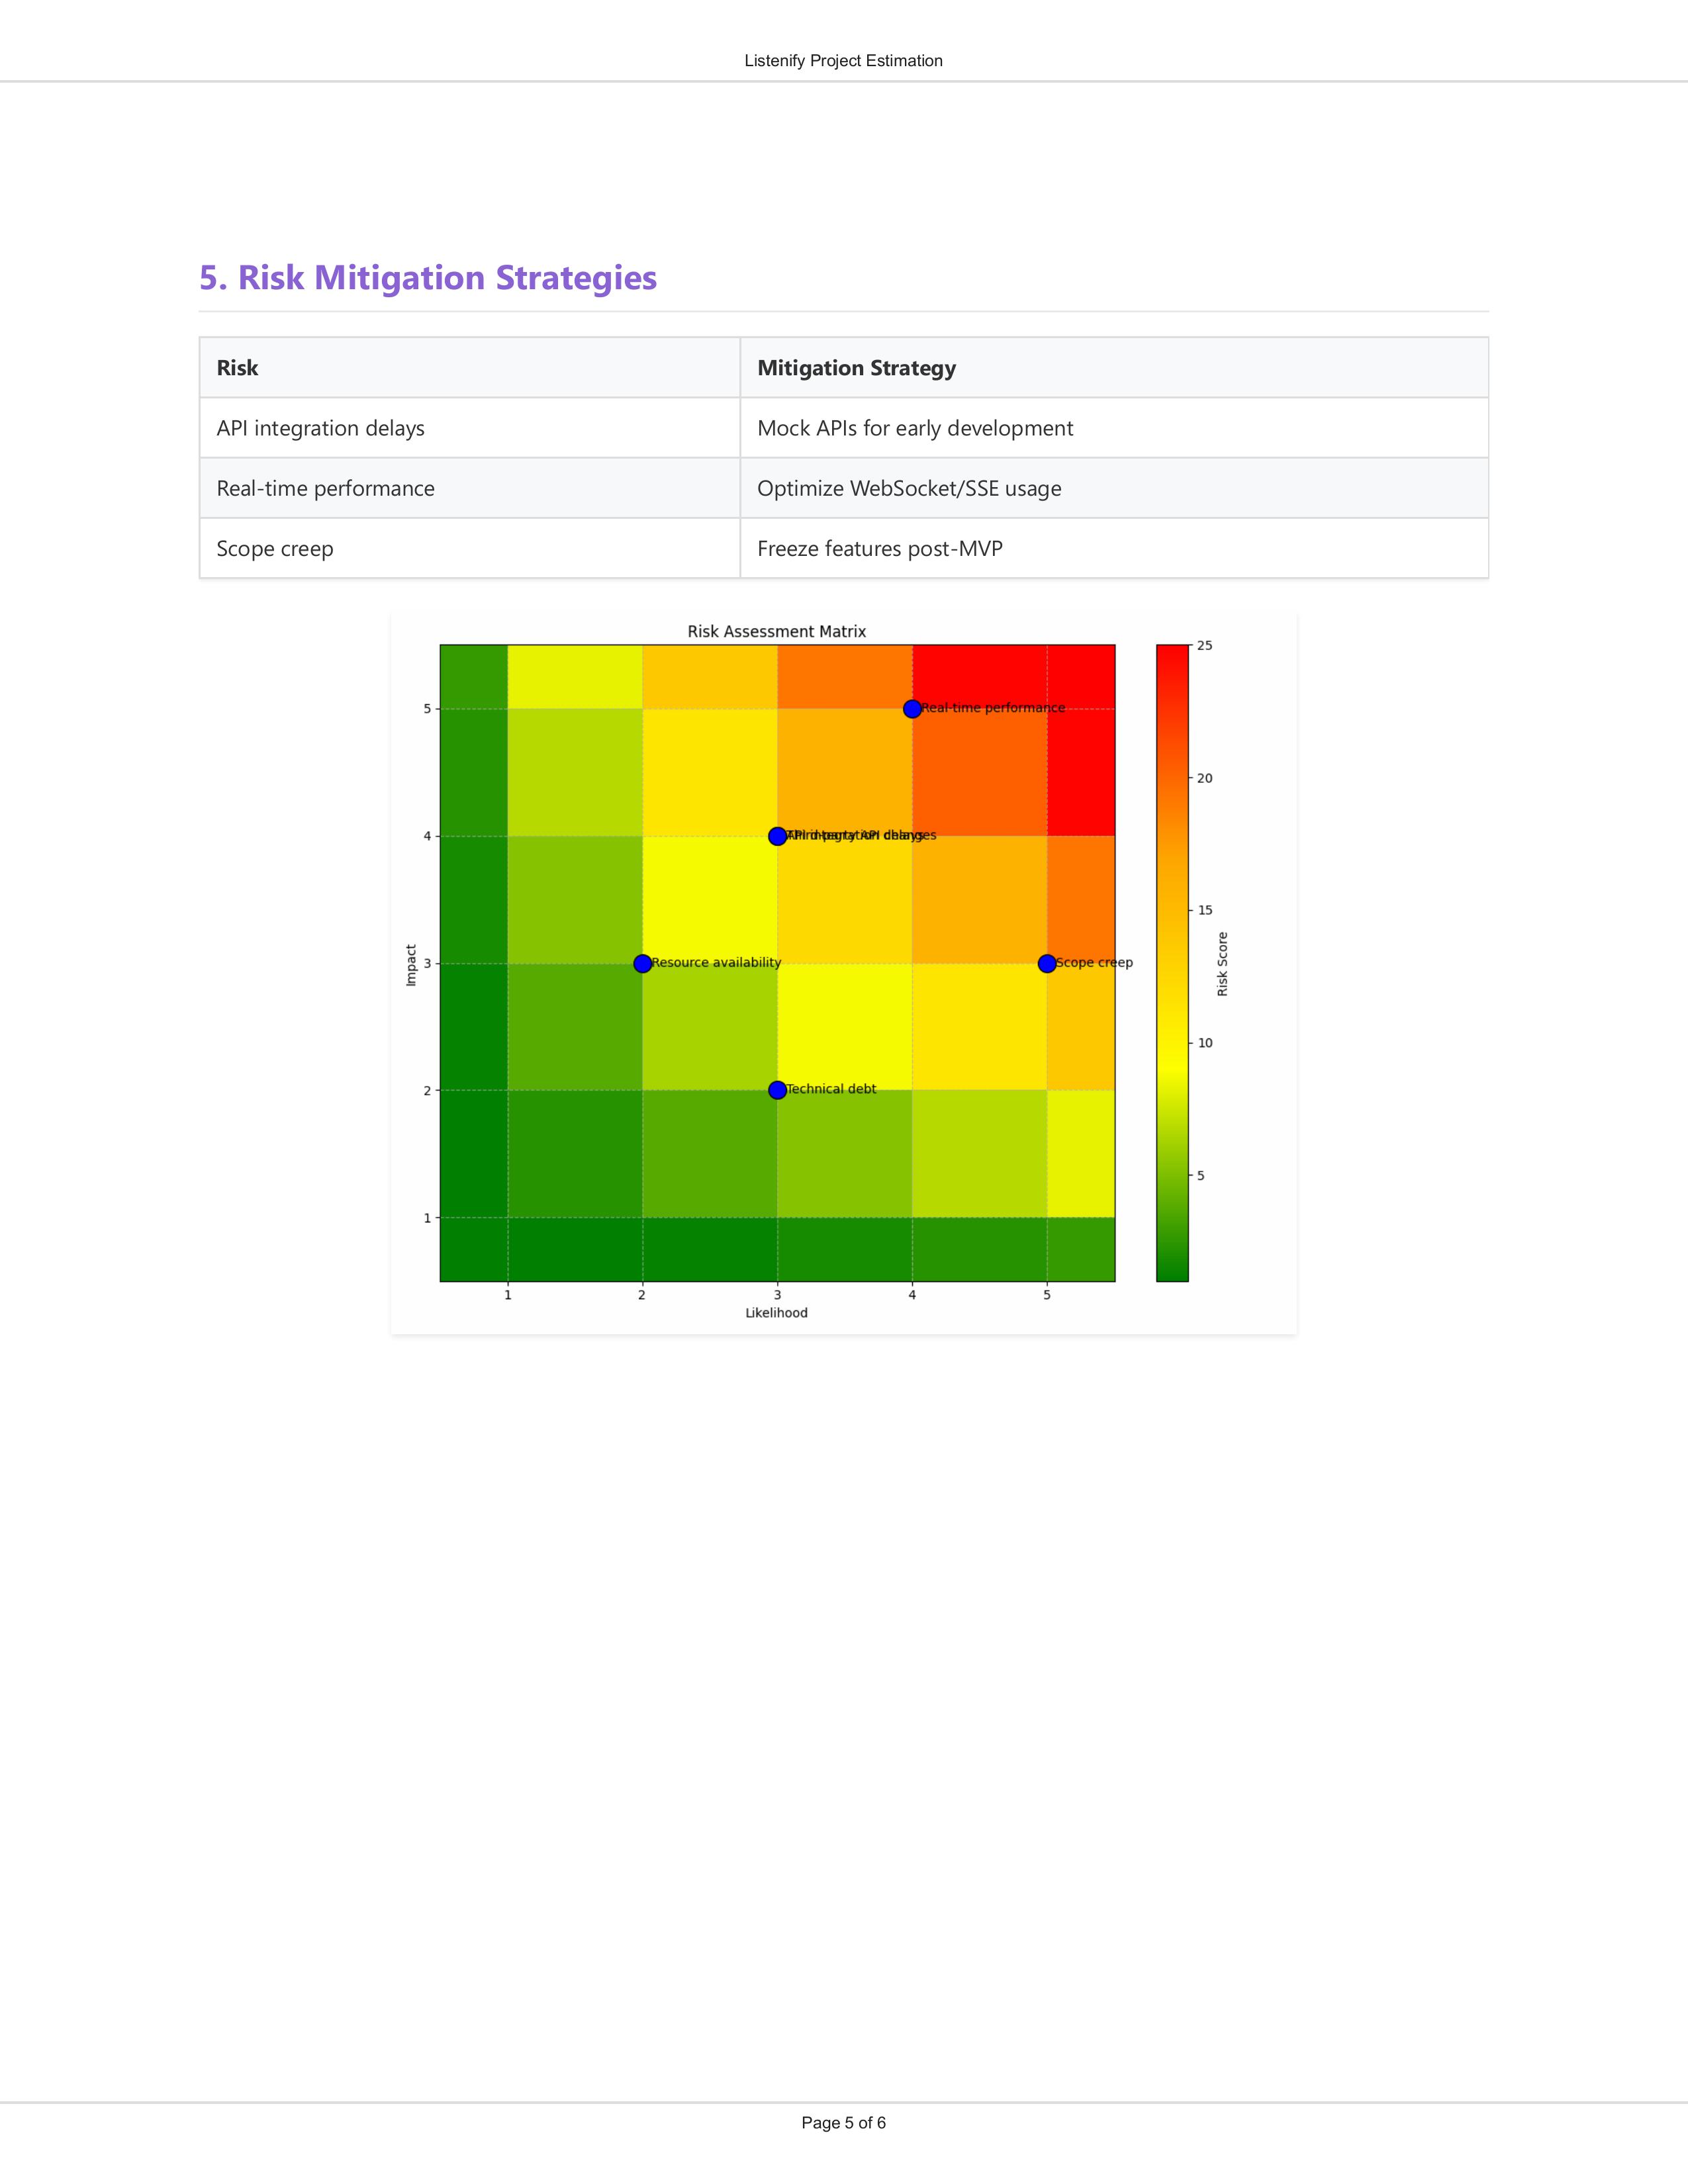 Listenify Project Estimation
5. Risk Mitigation Strategies
Risk Mitigation Strategy
API integration delays Mock APIs for early development
Real-time performance Optimize WebSocket/SSE usage
Scope creep Freeze features post-MVP
Risk Assessment Matrix
25
5 Real-time performance
20
4
15
Impact
3 Resource availability Scope creep
Risk Score
10
2 Technical debt
5
1
1 2 3 4 5
Likelihood
Page 5 of 6